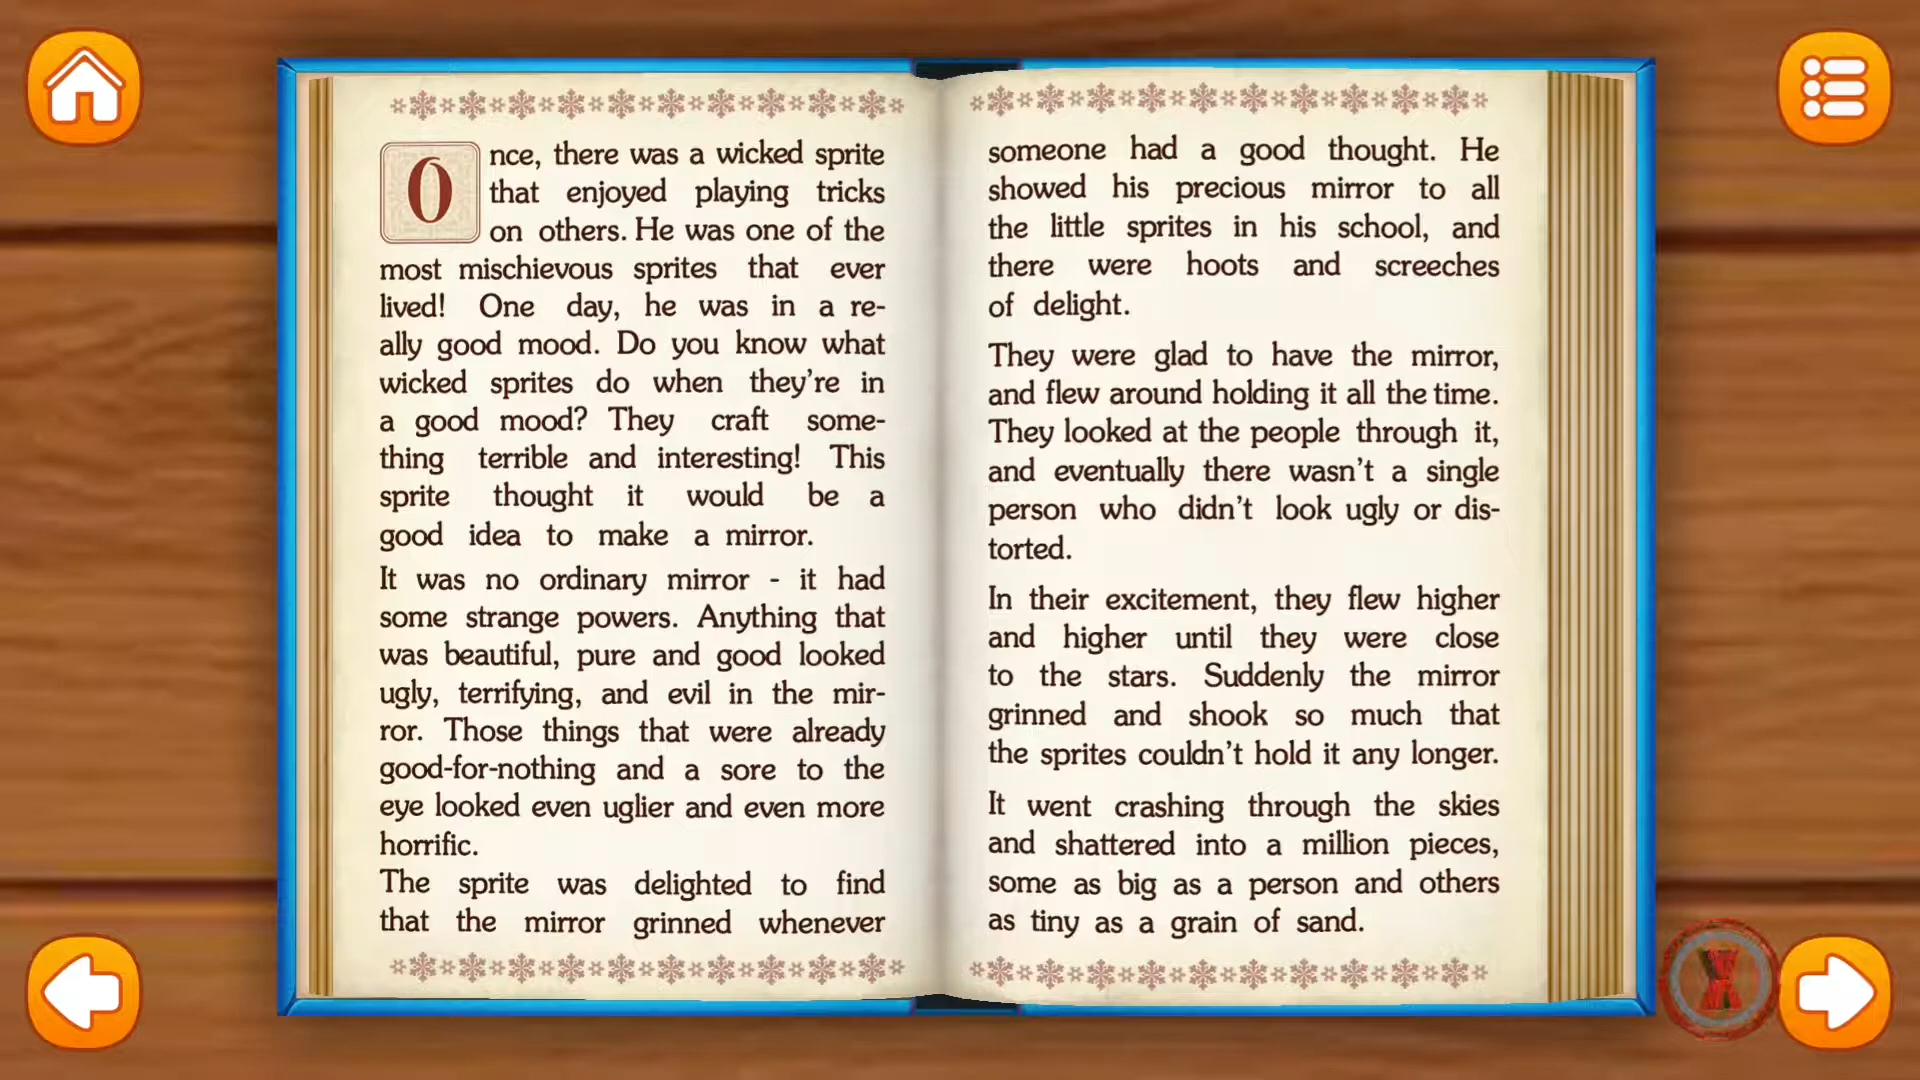 Once, there was a wicked sprite
that enjoyed playing tricks
on others. He was one of the
most mischievous sprites that ever
lived! One day, he was in a re-
ally good mood. Do you know what
wicked sprites do when they're in
a good mood? They craft some-
thing terrible and interesting! This
sprite thought it would be a
good idea to make a mirror.
It was no ordinary mirror - it had
some strange powers. Anything that
was beautiful, pure and good looked
ugly, terrifying, and evil in the mir-
ror. Those things that were already
good-for-nothing and a sore to the
eye looked even uglier and even more
horrific.
The sprite was delighted to find
that the mirror grinned whenever
someone had a good thought. He
showed his precious mirror to all
the little sprites in his school, and
there were hoots and screeches
of delight.
They were glad to have the mirror,
and flew around holding it all the time.
They looked at the people through it,
and eventually there wasn't a single
person who didn't look ugly or dis-
torted.
In their excitement, they flew higher
and higher until they were close
to the stars. Suddenly the mirror
grinned and shook so much that
the sprites couldn't hold it any longer.
It went crashing through the skies
and shattered into a million pieces,
some as big as a person and others
as tiny as a grain of sand.